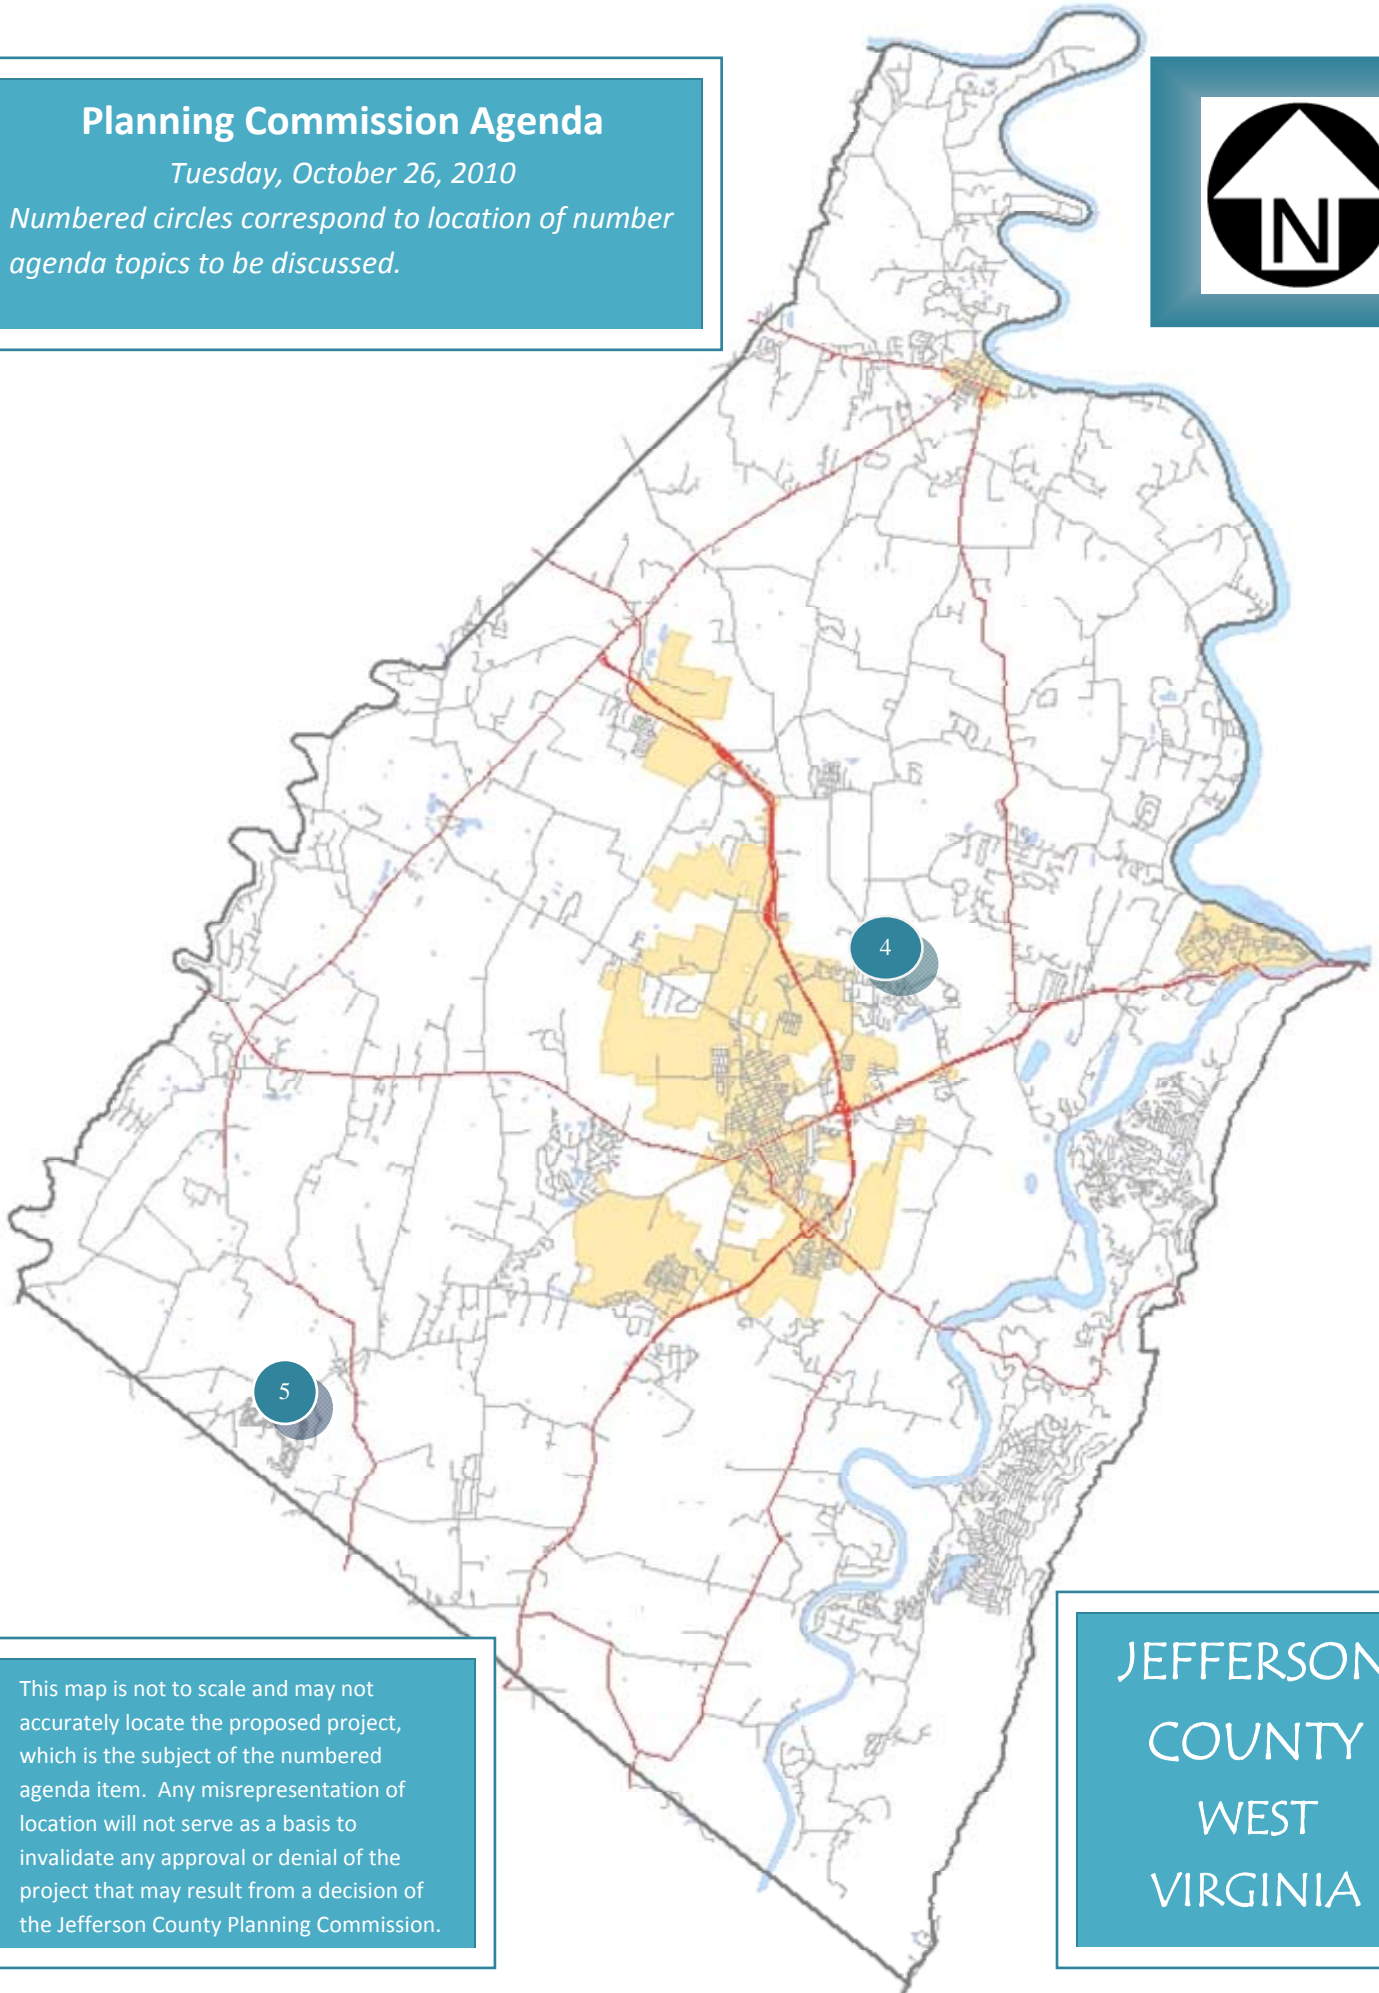 Planning Commission Agenda
Tuesday, October 26, 2010
Numbered circles correspond to location of number
agenda topics to be discussed.
N
4
5
This map is not to scale and may not
accurately locate the proposed project,
which is the subject of the numbered
agenda item.  Any misrepresentation of
location will not serve as a basis to
invalidate any approval or denial of the
project that may result from a decision of
the Jefferson County Planning Commission.
JEFFERSON
COUNTY
WEST
VIRGINIA